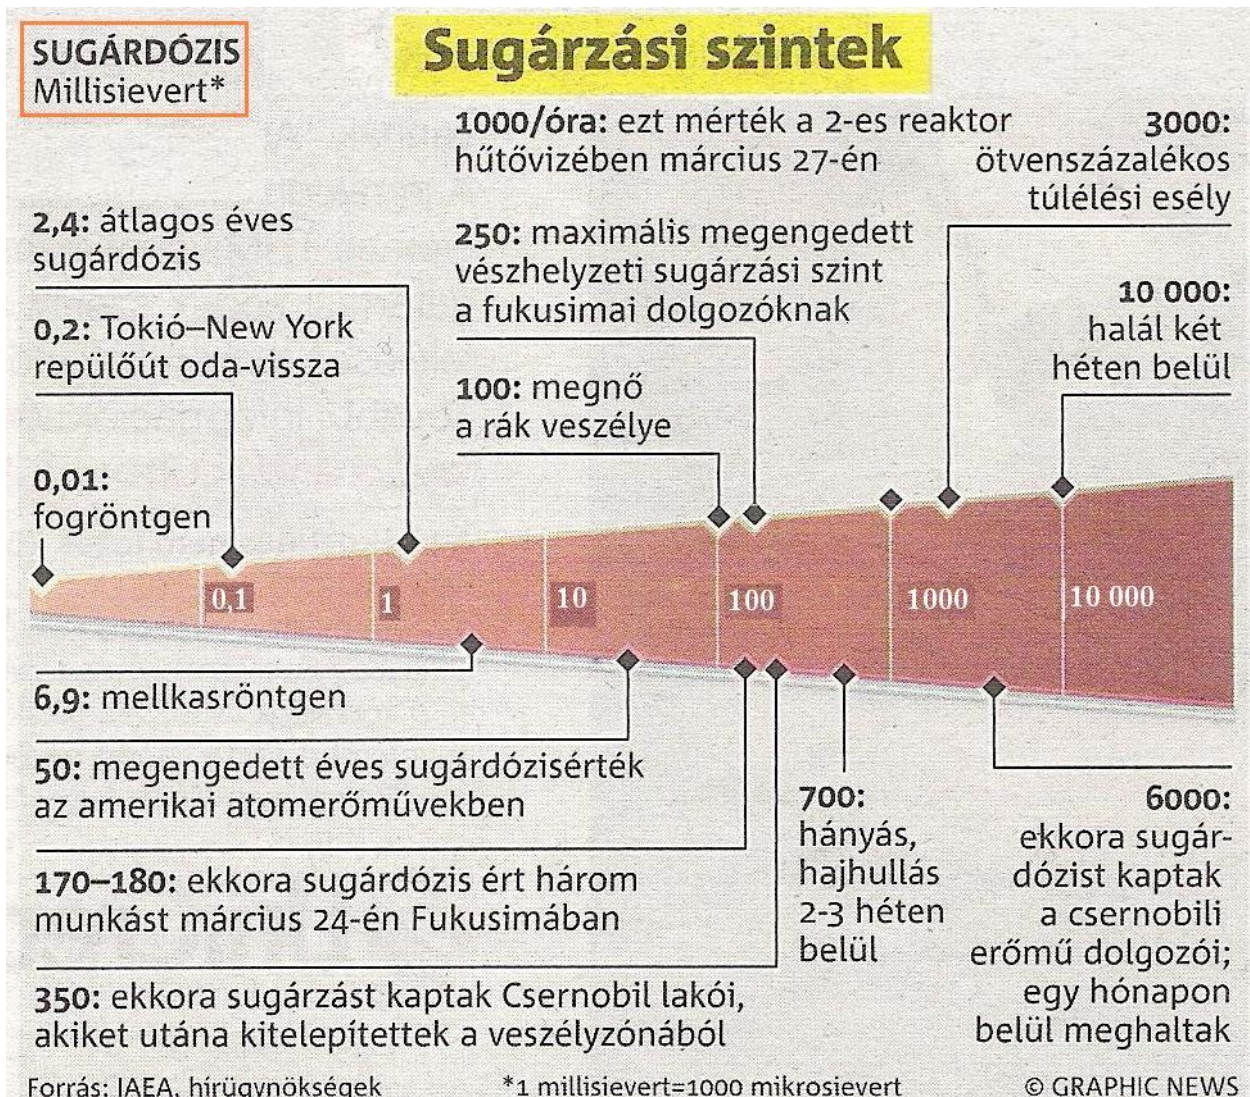 SUGÁRDÓZIS
Millisievert*
Sugárzási szintek
1000/óra: ezt mérték a 2-es reaktor
hűtővizében március 27-én
3000:
ötvenszázalékos
túlélési esély
2,4: átlagos éves
sugárdózis
250: maximális megengedett
vészhelyzeti sugárzási szint
a fukusimai dolgozóknak
10 000:
halál két
héten belül
0,2: Tokió–New York
repülőút oda-vissza
100: megnő
a rák veszélye
0,01:
fogröntgen
0,1
1
10
100
1000
10 000
6,9: mellkasröntgen
50: megengedett éves sugárdózisérték
az amerikai atomerőművekben
170–180: ekkora sugárdózis ért három
munkást március 24-én Fukusimában
350: ekkora sugárzást kaptak Csernobil lakói,
akiket utána kitelepítettek a veszélyzónából
700:
hányás,
hajhullás
2-3 héten
belül
6000:
ekkora sugár-
dózist kaptak
a csernobili
erőmű dolgozói;
egy hónapon
belül meghaltak
Forrás: IAEA, hírügynökségek
*1 millisievert=1000 mikrosievert
© GRAPHIC NEWS